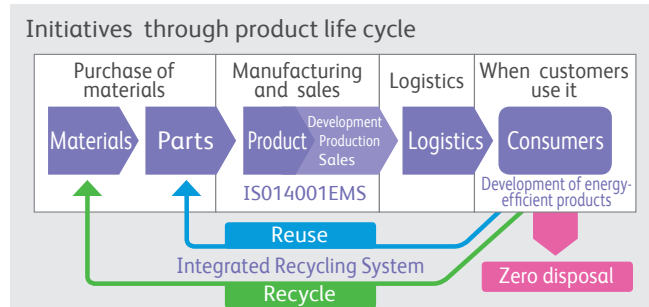 Initiatives through product life cycle
Purchase of
materials
Manufacturing
and sales
Logistics
When customers
use it
Materials
Parts
Product
Development
Production
Sales
Logistics
Consumers
IS014001EMS
Development of energy-
efficient products
Reuse
Integrated Recycling System
Recycle
Zero disposal